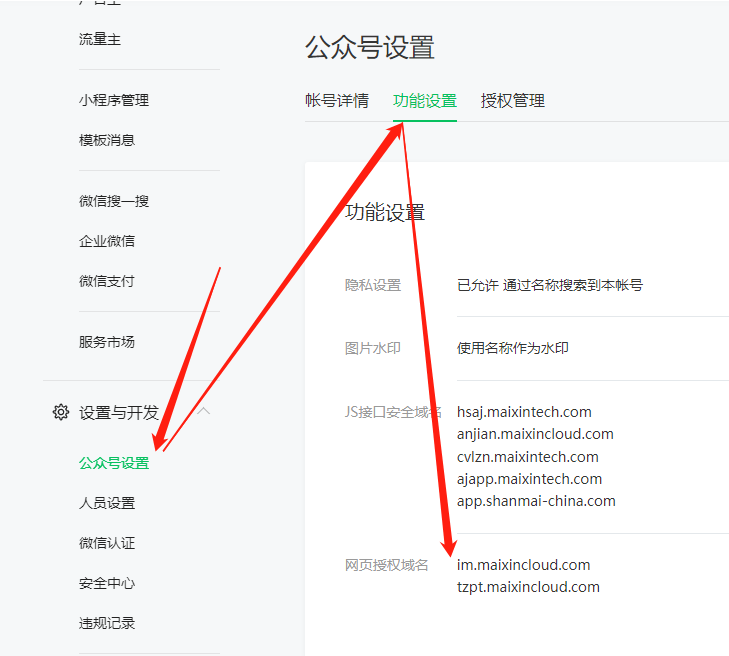 流量主
小程序管理
模板消息
微信搜一搜
企业微信
微信支付
服务市场
设置与开发
公众号设置
人员设置
微信认证
安全中心
违规记录
公众号设置
帐号详情 功能设置 授权管理
功能设置
隐私设置 已允许 通过名称搜索到本帐号
图片水印 使用名称作为水印
JS接口安全域名 hsaj.maixintech.com
anjian.maixincloud.com
cvlzn.maixintech.com
ajapp.maixintech.com
app.shanmai-china.com
网页授权域名 im.maixincloud.com
tzpt.maixincloud.com